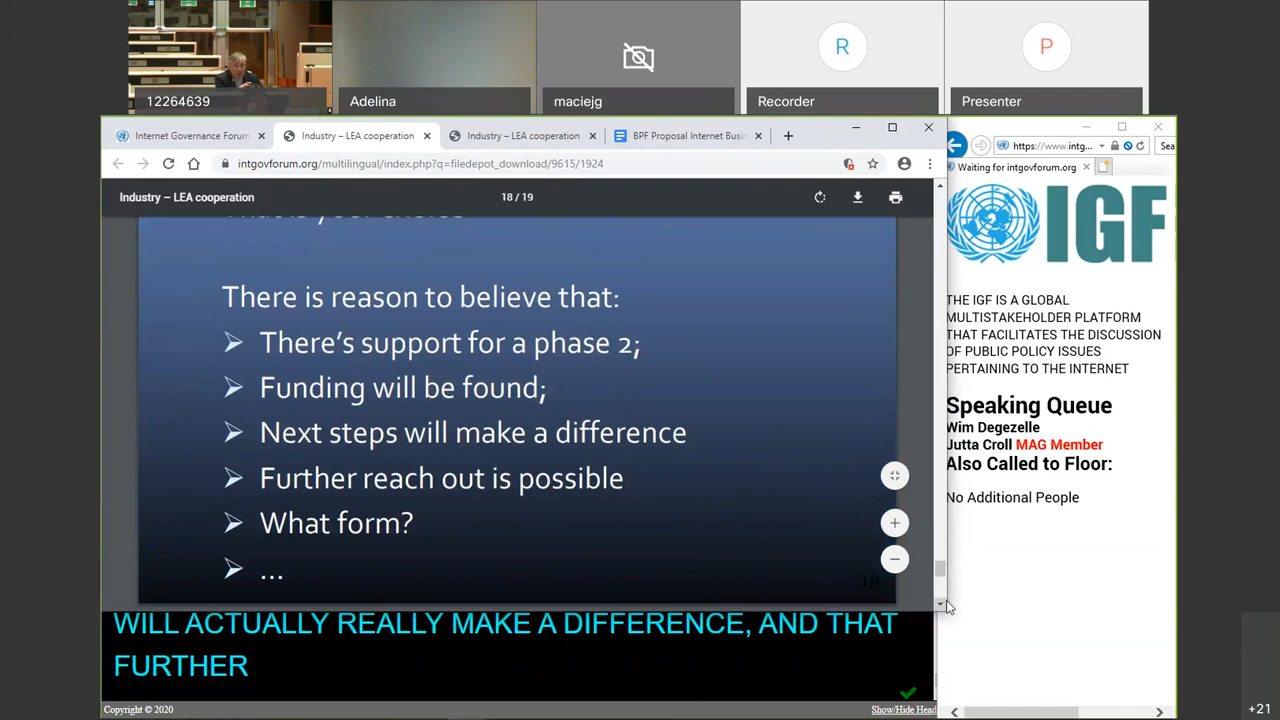 12264639
Adelina
maciejg
R
Recorder
P
Presenter
Internet Governance Forum
Industry – LEA cooperation
Industry – LEA cooperation
BPF Proposal Internet Busin
intgovforum.org/multilingual/index.php?q=filedepot_download/9615/1924
Industry – LEA cooperation
18 / 19
There is reason to believe that:
There's support for a phase 2;
Funding will be found;
Next steps will make a difference
Further reach out is possible
What form?
...
18
WILL ACTUALLY REALLY MAKE A DIFFERENCE, AND THAT
FURTHER
Copyright © 2020
Show/Hide Head
https://www.intg...
Sea
Waiting for intgovforum.org
IGF
THE IGF IS A GLOBAL
MULTISTAKEHOLDER PLATFORM
THAT FACILITATES THE DISCUSSION
OF PUBLIC POLICY ISSUES
PERTAINING TO THE INTERNET
Speaking Queue
Wim Degezelle
Jutta Croll MAG Member
Also Called to Floor:
No Additional People
+21